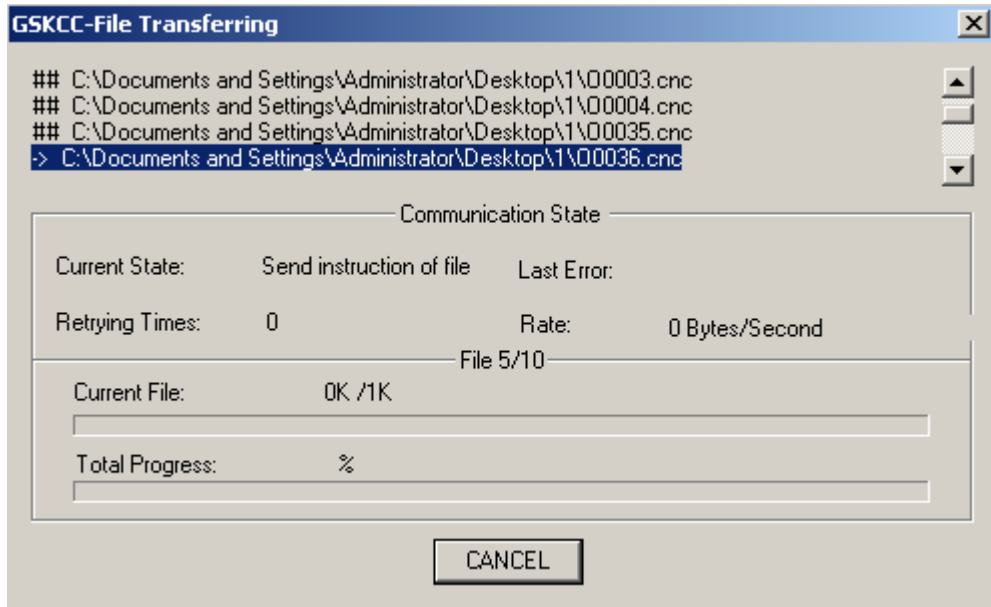 GSKCC-File Transferring
## C:\Documents and Settings\Administrator\Desktop\1\O0003.cnc
## C:\Documents and Settings\Administrator\Desktop\1\O0004.cnc
## C:\Documents and Settings\Administrator\Desktop\1\O0035.cnc
-> C:\Documents and Settings\Administrator\Desktop\1\O0036.cnc
Communication State
Current State: Send instruction of file Last Error:
Retrying Times: 0 Rate: 0 Bytes/Second
File 5/10
Current File: 0K /1K
Total Progress: %
CANCEL